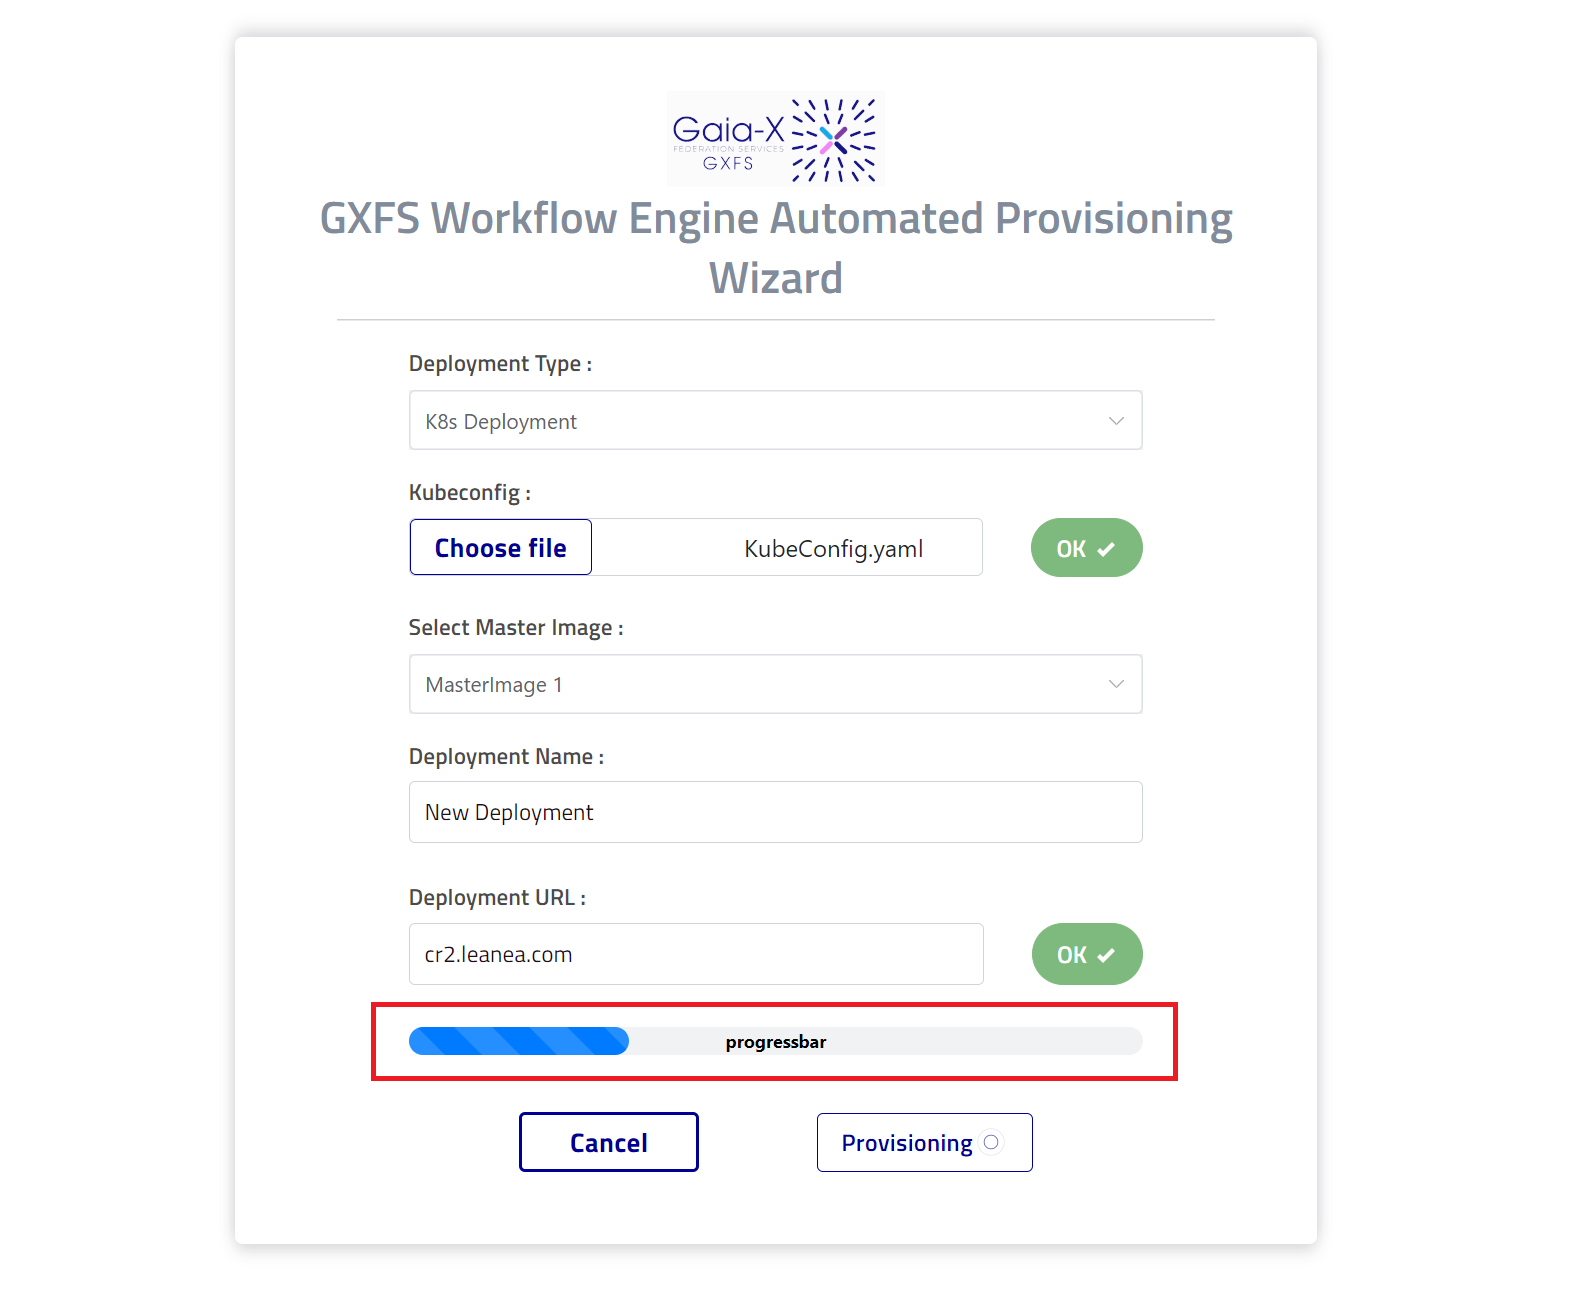 Gaia-X
FEDERATION SERVICES
GXFS
GXFS Workflow Engine Automated Provisioning
Wizard
Deployment Type :
K8s Deployment
Kubeconfig :
Choose file
KubeConfig.yaml
OK
Select Master Image :
MasterImage 1
Deployment Name :
New Deployment
Deployment URL :
cr2.leanea.com
OK
progressbar
Cancel
Provisioning